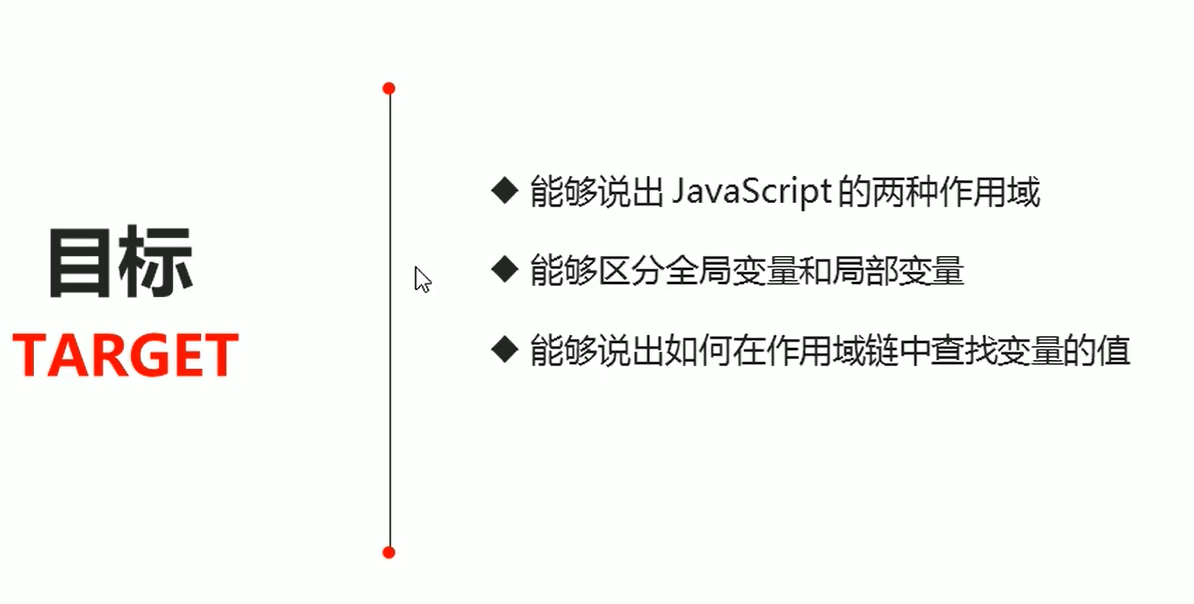 目标
TARGET
◆ 能够说出 JavaScript 的两种作用域
◆ 能够区分全局变量和局部变量
◆ 能够说出如何在作用域链中查找变量的值